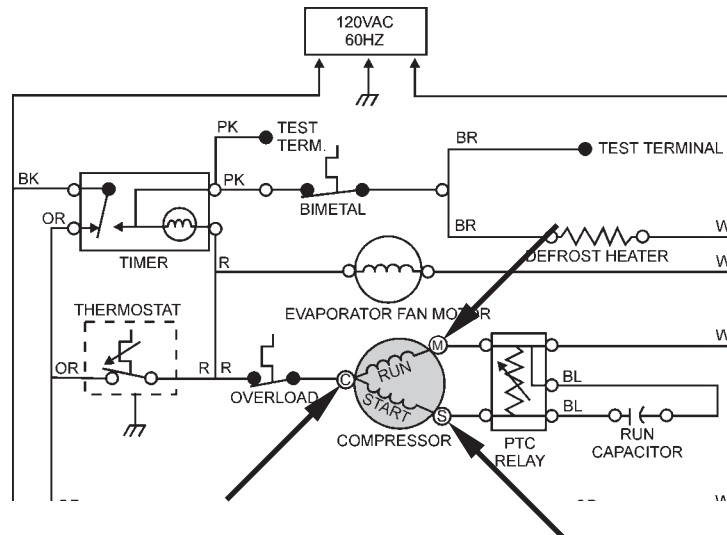 120VAC
60HZ
PK
TEST
TERM.
BR
TEST TERMINAL
BK
PK
OR
BIMETAL
BR
W
TIMER
DEFROST HEATER
R
W
EVAPORATOR FAN MOTOR
THERMOSTAT
M
W
RUN
OR
R
R
C
BL
START
OVERLOAD
S
BL
COMPRESSOR
PTC
RELAY
RUN
CAPACITOR
W